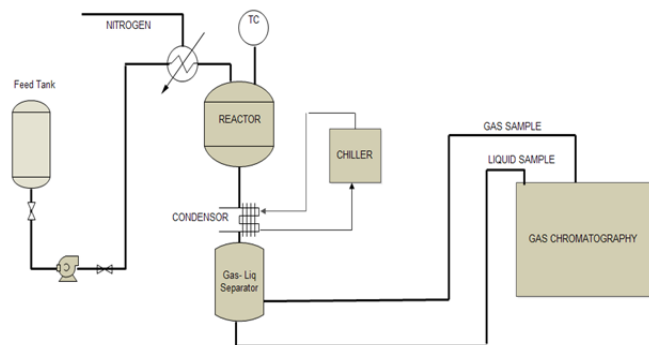 TC
NITROGEN
Feed Tank
REACTOR
GAS SAMPLE
CHILLER
LIQUID SAMPLE
CONDENSOR
GAS CHROMATOGRAPHY
Gas- Liq
Separator